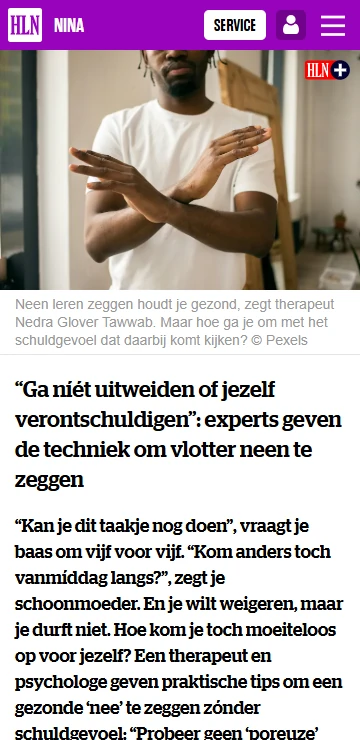 HLN NINA SERVICE
HLN +
Neen leren zeggen houdt je gezond, zegt therapeut
Nedra Glover Tawwab. Maar hoe ga je om met het
schuldgevoel dat daarbij komt kijken? © Pexels
“Ga níét uitweiden of jezelf
verontschuldigen”: experts geven
de techniek om vlotter neen te
zeggen
“Kan je dit taakje nog doen”, vraagt je
baas om vijf voor vijf. “Kom anders toch
vanmíddag langs?”, zegt je
schoonmoeder. En je wilt weigeren, maar
je durft niet. Hoe kom je toch moeiteloos
op voor jezelf? Een therapeut en
psychologe geven praktische tips om een
gezonde ‘nee’ te zeggen zónder
schuldgevoel: “Probeer geen ‘poreuze’